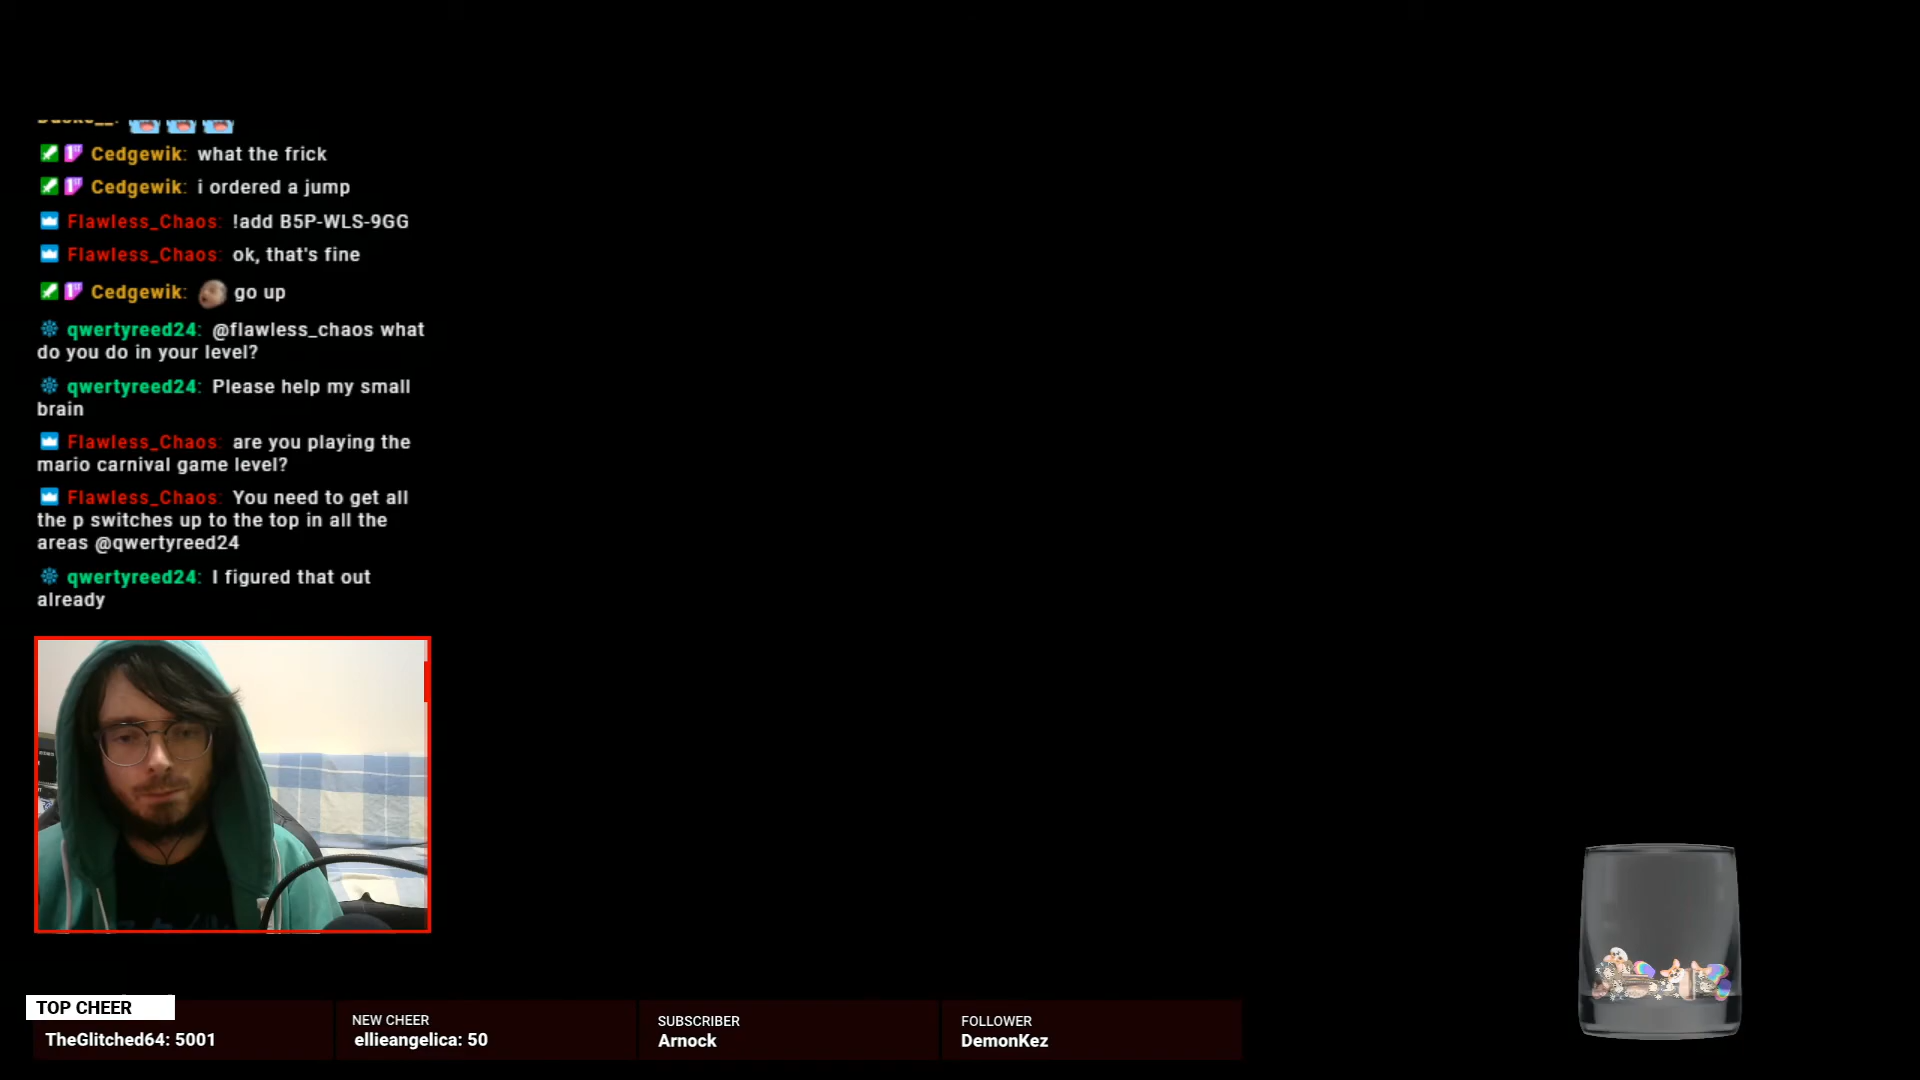 Cedgewik: what the frick
Cedgewik: i ordered a jump
Flawless_Chaos: !add B5P-WLS-9GG
Flawless_Chaos: ok, that's fine
Cedgewik: go up
qwertyreed24: @flawless_chaos what
do you do in your level?
qwertyreed24: Please help my small
brain
Flawless_Chaos: are you playing the
mario carnival game level?
Flawless_Chaos: You need to get all
the p switches up to the top in all the
areas @qwertyreed24
qwertyreed24: I figured that out
already
TOP CHEER
TheGlitched64: 5001
NEW CHEER
ellieangelica: 50
SUBSCRIBER
Arnock
FOLLOWER
DemonKez